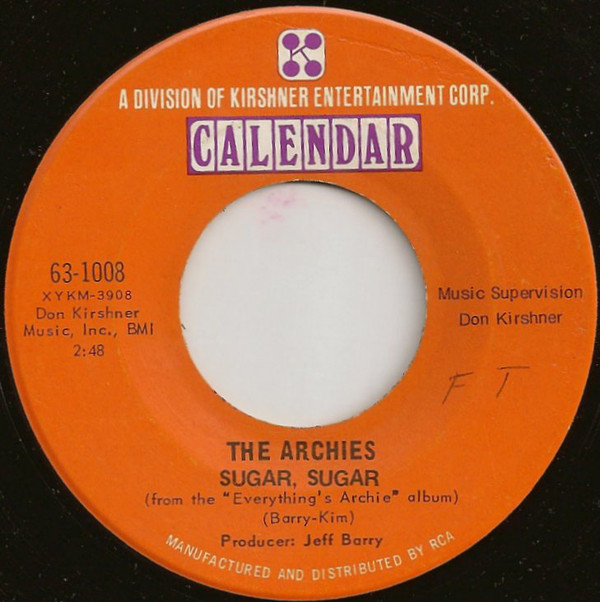 K
A DIVISION OF KIRSHNER ENTERTAINMENT CORP.
CALENDAR
63-1008
XYKM-3908
Don Kirshner
Music, Inc., BMI
2:48
Music Supervision
Don Kirshner
F T
THE ARCHIES
SUGAR, SUGAR
(from the "Everything's Archie" album)
(Barry-Kim)
Producer: Jeff Barry
MANUFACTURED AND DISTRIBUTED BY RCA